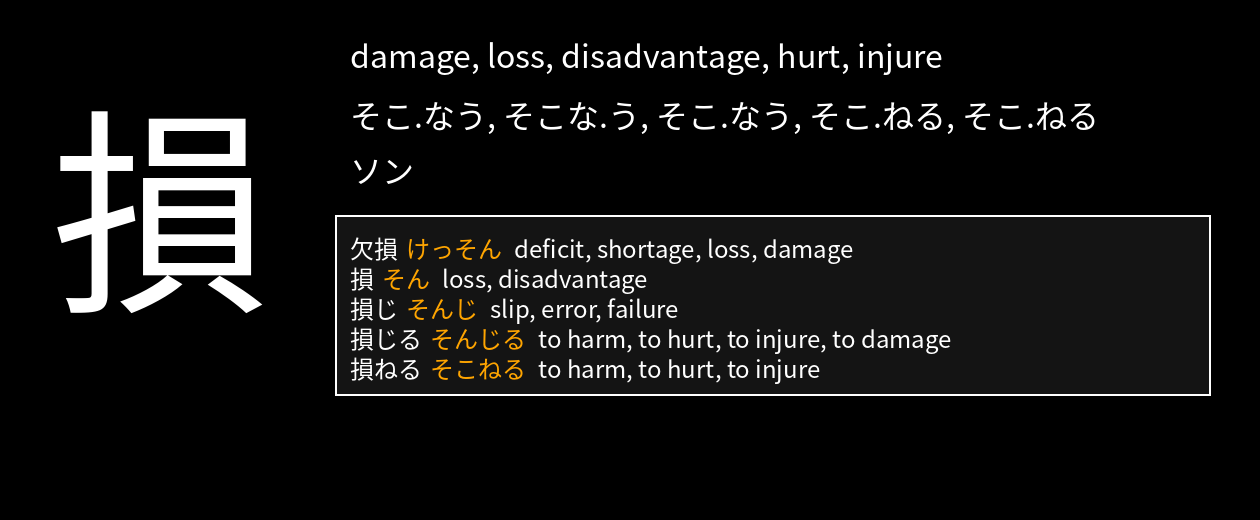 損
damage, loss, disadvantage, hurt, injure
そこ.なう, そこな.う, そこ.なう, そこ.ねる, そこ.ねる
ソン
欠損 けっそん deficit, shortage, loss, damage
損 そん loss, disadvantage
損じ そんじ slip, error, failure
損じる そんじる to harm, to hurt, to injure, to damage
損ねる そこねる to harm, to hurt, to injure